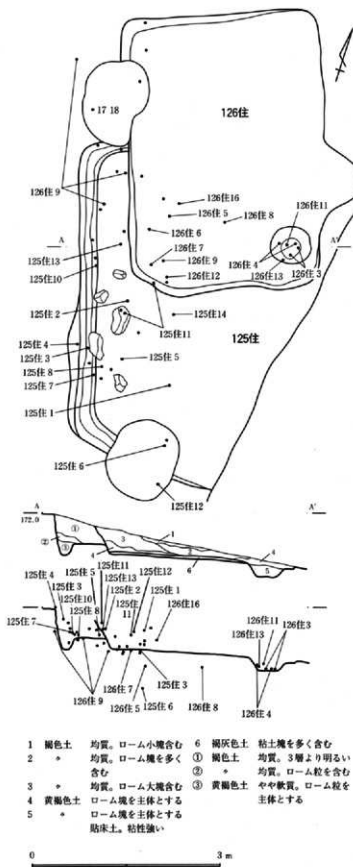 17 18
126住
126住9
126住16
126住5
126住8
126住11
126住6
A
A′
125住13
126住7
126住4
126住3
125住10
126住9
126住13
126住12
125住2
125住11
125住14
125住
125住4
125住3
125住5
125住8
125住7
125住1
125住6
125住12
A
172.0
A′
① ② ③ 3 1 2 4 4 6 5
125住11
125住5 125住13 125住12
125住4
125住3 125住2 125住1
125住10 125住
125住8 11 126住16
125住7
126住11
126住13 126住3
126住7 125住3
126住9 126住5 126住8 126住4
125住6
1 褐色土 均質。ローム小塊含む
2 〃 均質。ローム塊を多く
含む
3 〃 均質。ローム大塊含む
4 黄褐色土 ローム塊を主体とする
5 〃 ローム塊を主体とする
貼床土。粘性強い
6 褐灰色土 粘土塊を多く含む
① 褐色土 均質。3層より明るい
② 〃 均質。ローム粒を含む
③ 黄褐色土 やや軟質。ローム粒を
主体とする
0 3 m